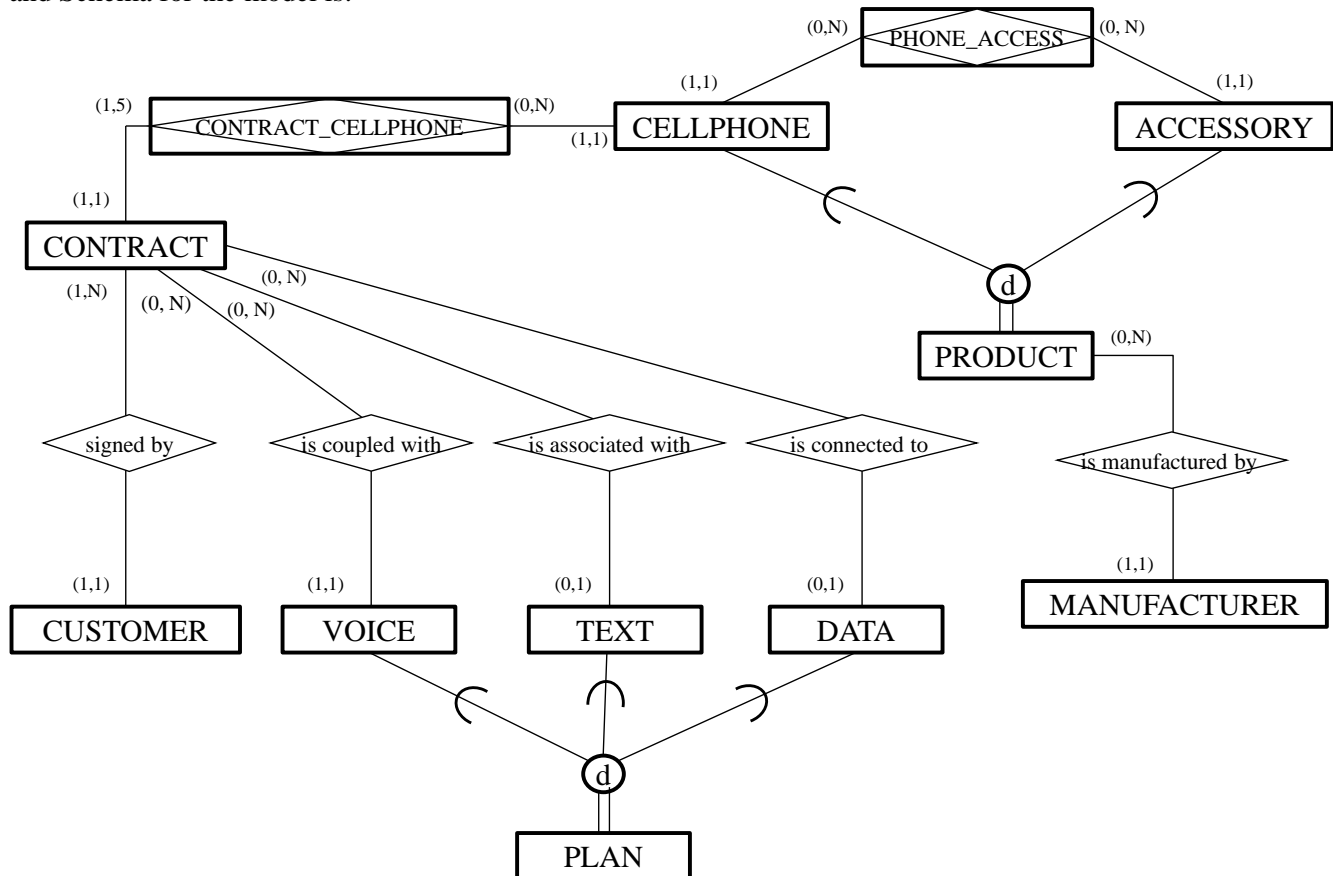 and Schema for the model is:
(0,N) PHONE_ACCESS (0, N)
(1,1) (1,1)
(1,5) CONTRACT_CELLPHONE (0,N) (1,1) CELLPHONE ACCESSORY
(1,1)
CONTRACT
(1,N) (0, N) (0, N) (0, N)
d
PRODUCT (0,N)
signed by is coupled with is associated with is connected to is manufactured by
(1,1) (1,1) (0,1) (0,1) (1,1)
CUSTOMER VOICE TEXT DATA MANUFACTURER
d
PLAN